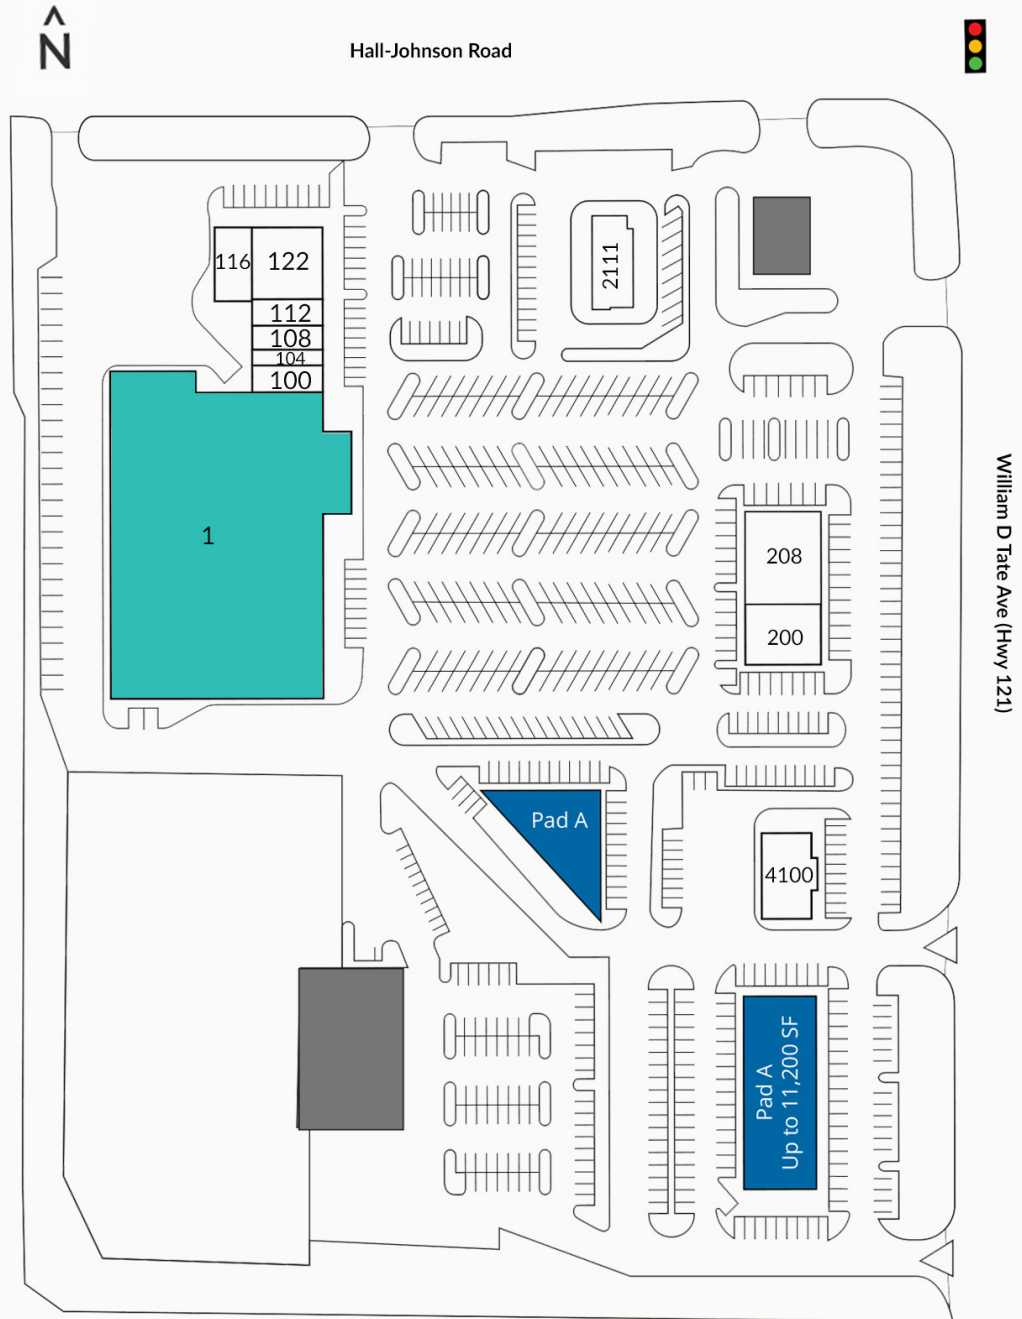 N
Hall-Johnson Road
116
122
112
108
104
100
2111
1
208
200
William D Tate Ave (Hwy 121)
Pad A
4100
Pad A
Up to 11,200 SF